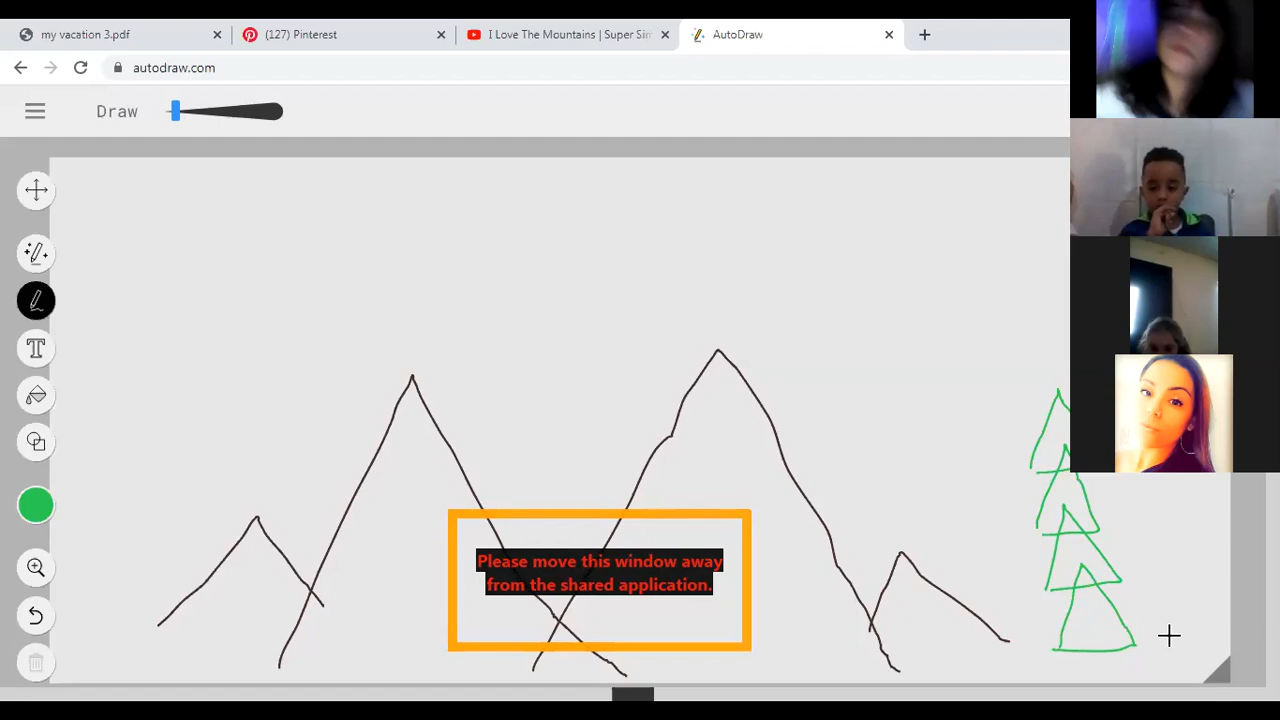 my vacation 3.pdf
(127) Pinterest
I Love The Mountains | Super Sim
AutoDraw
autodraw.com
Draw
T
Please move this window away
from the shared application.